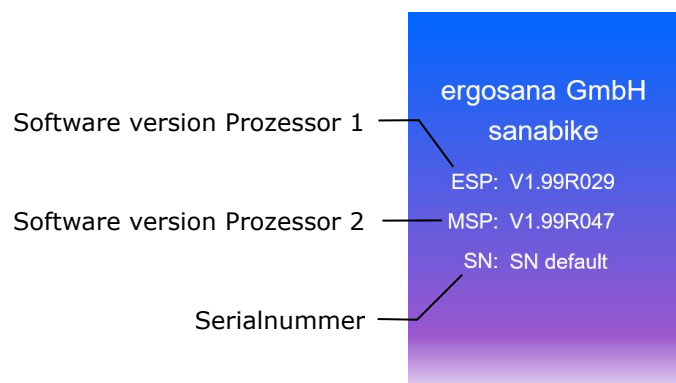 ergosana GmbH
sanabike
Software version Prozessor 1
ESP: V1.99R029
Software version Prozessor 2
MSP: V1.99R047
SN: SN default
Serialnummer